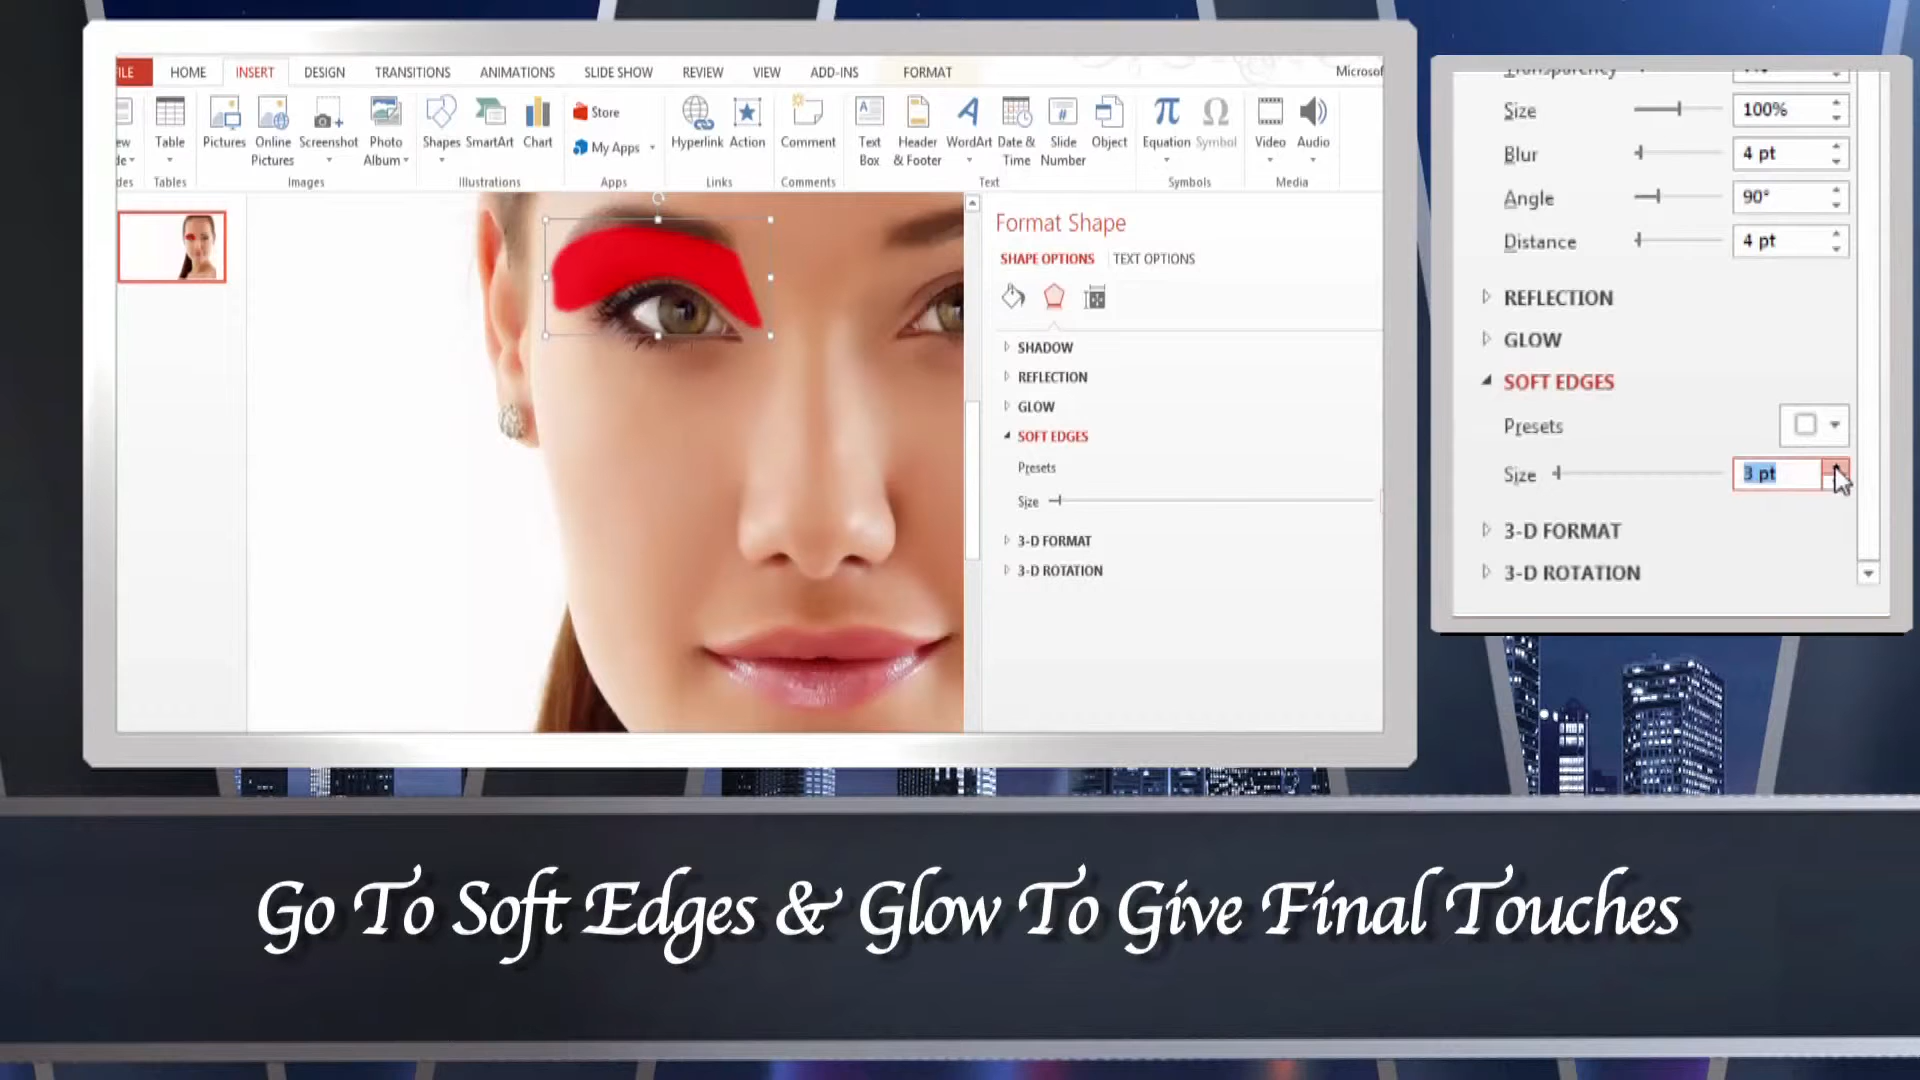 ILE HOME INSERT DESIGN TRANSITIONS ANIMATIONS SLIDE SHOW REVIEW VIEW ADD-INS FORMAT Microsof
ew Table Pictures Online Pictures Screenshot Photo Album Shapes SmartArt Chart Store My Apps Hyperlink Action Comment Text Box Header & Footer WordArt Date & Time Slide Number Object Equation Symbol Video Audio
des Tables Images Illustrations Apps Links Comments Text Symbols Media
Format Shape
SHAPE OPTIONS TEXT OPTIONS
SHADOW
REFLECTION
GLOW
SOFT EDGES
Presets
Size
3-D FORMAT
3-D ROTATION
Transparency
Size 100%
Blur 4 pt
Angle 90°
Distance 4 pt
REFLECTION
GLOW
SOFT EDGES
Presets
Size 3 pt
3-D FORMAT
3-D ROTATION
Go To Soft Edges & Glow To Give Final Touches